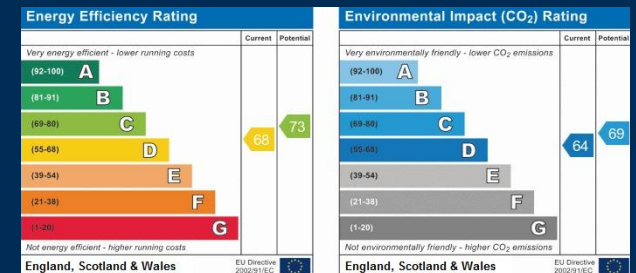 Energy Efficiency Rating
Current Potential
Very energy efficient - lower running costs
(92-100) A
(81-91) B
(69-80) C
(55-68) D
(39-54) E
(21-38) F
(1-20) G
68
73
Not energy efficient - higher running costs
England, Scotland & Wales
EU Directive
2002/91/EC
Environmental Impact (CO₂) Rating
Current Potential
Very environmentally friendly - lower CO₂ emissions
(92-100) A
(81-91) B
(69-80) C
(55-68) D
(39-54) E
(21-38) F
(1-20) G
64
69
Not environmentally friendly - higher CO₂ emissions
England, Scotland & Wales
EU Directive
2002/91/EC